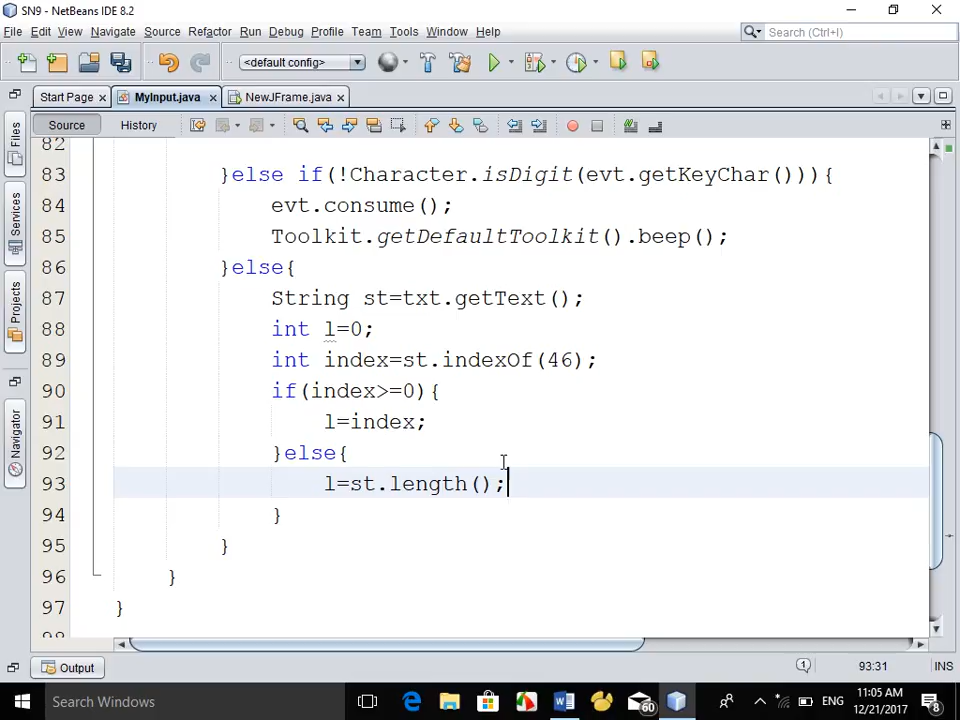 SN9 - NetBeans IDE 8.2
File Edit View Navigate Source Refactor Run Debug Profile Team Tools Window Help
Search (Ctrl+I)
<default config>
Start Page
MyInput.java
NewJFrame.java
Source History
Files
Services
Projects
Navigator
82
83 }else if(!Character.isDigit(evt.getKeyChar())){
84 evt.consume();
85 Toolkit.getDefaultToolkit().beep();
86 }else{
87 String st=txt.getText();
88 int l=0;
89 int index=st.indexOf(46);
90 if(index>=0){
91 l=index;
92 }else{
93 l=st.length();
94 }
95 }
96 }
97 }
98
Output
1
93:31
INS
Search Windows
60
ENG
11:05 AM
12/21/2017
8